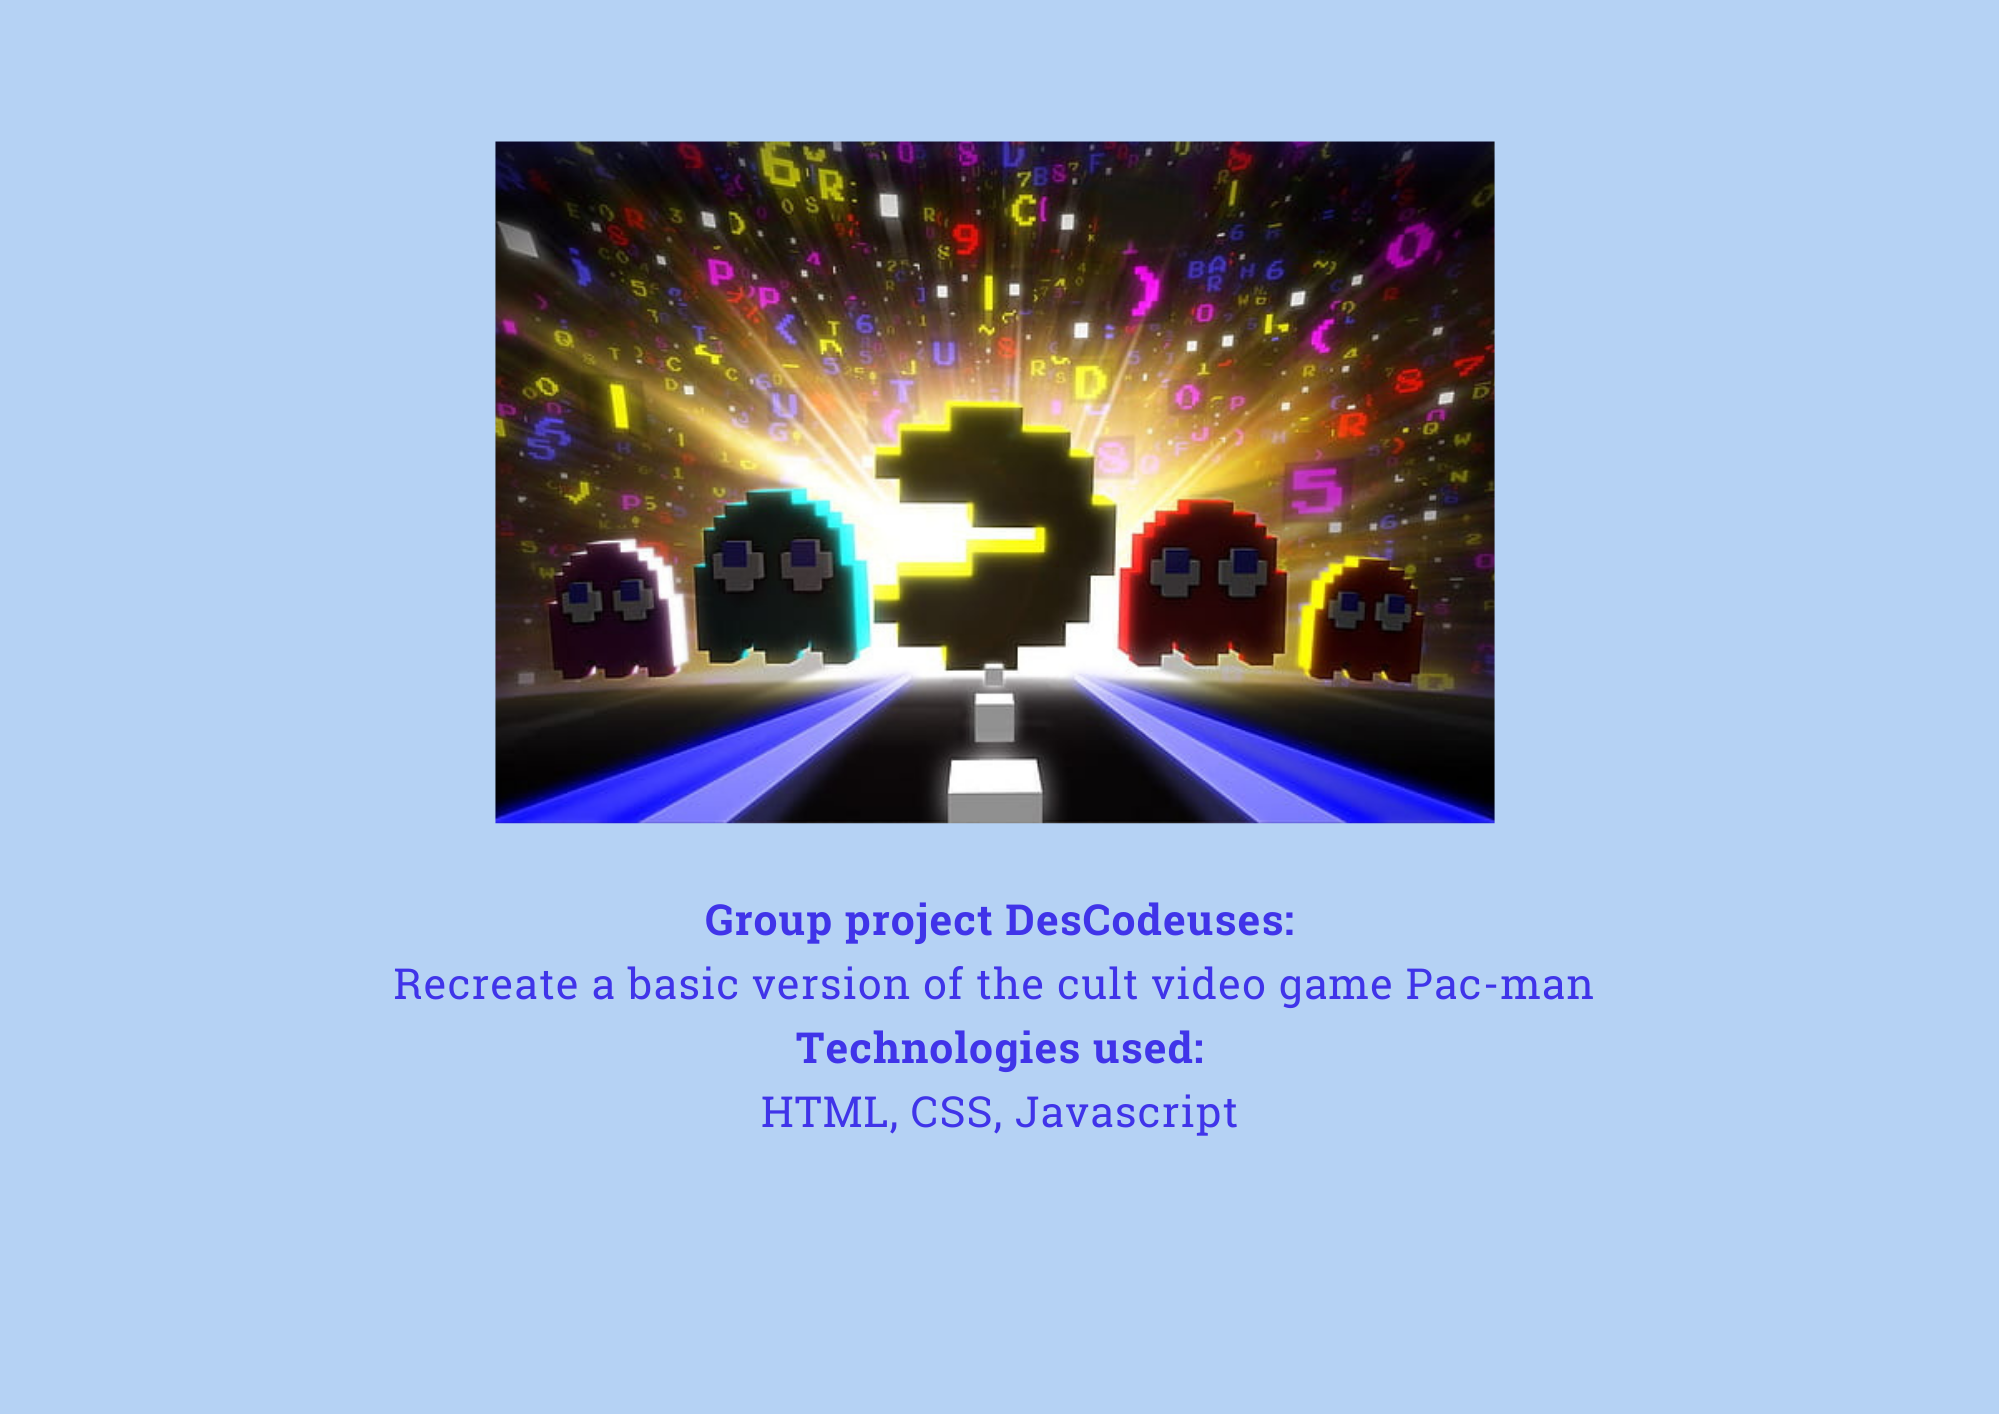 Group project DesCodeuses:
Recreate a basic version of the cult video game Pac-man
Technologies used:
HTML, CSS, Javascript